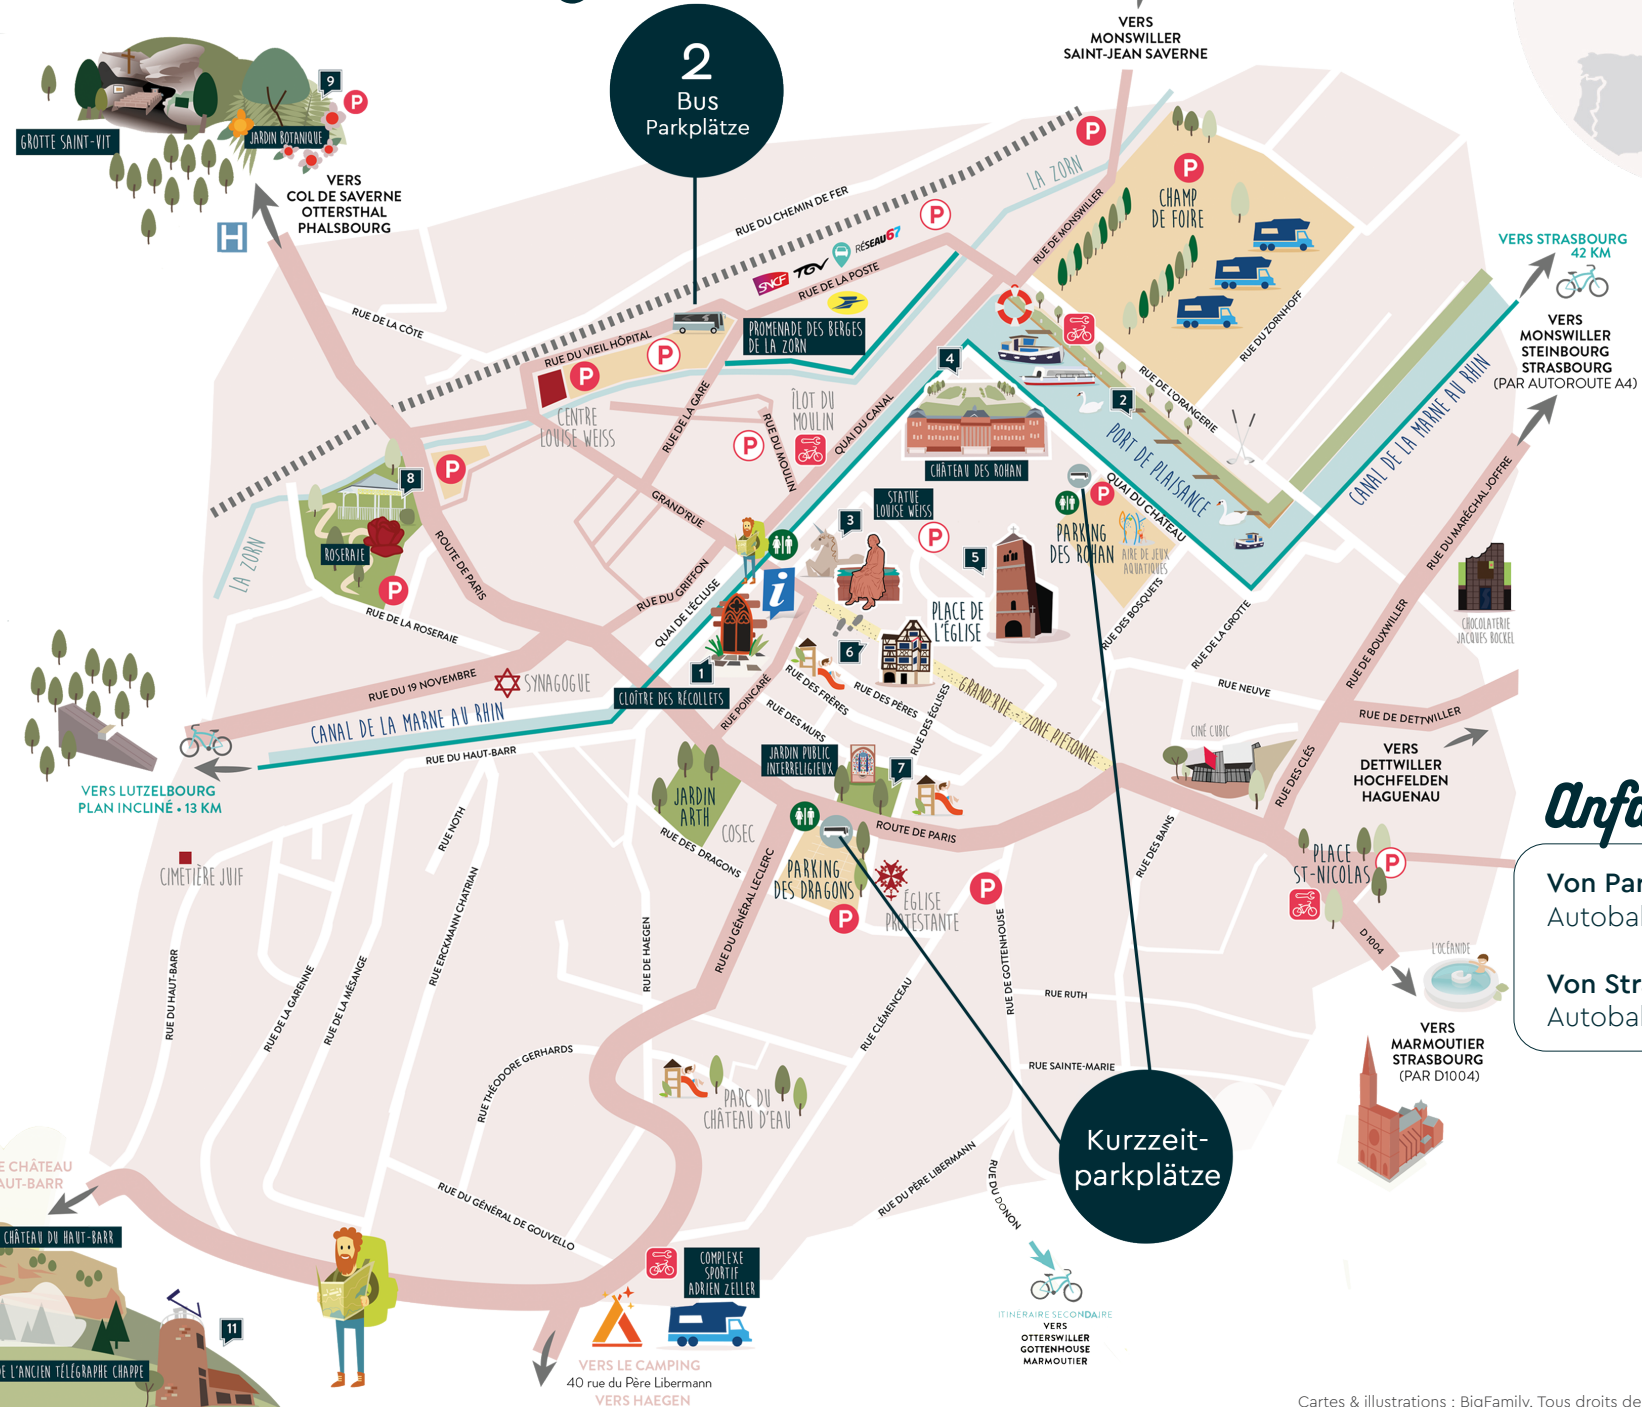 2
Bus
Parkplätze
VERS
MONSWILLER
SAINT-JEAN SAVERNE
9
P
GROTTE SAINT-VIT
JARDIN BOTANIQUE
VERS
COL DE SAVERNE
OTTERSTHAL
PHALSBOURG
H
RUE DU CHEMIN DE FER
LA ZORN
P
P
CHAMP
DE FOIRE
RUE DE MONSWILLER
P
RÉSEAU67
SNCF
TGV
RUE DE LA POSTE
VERS STRASBOURG
42 KM
VERS
MONSWILLER
STEINBOURG
STRASBOURG
(PAR AUTOROUTE A4)
RUE DE LA CÔTE
RUE DU VIEIL HÔPITAL
PROMENADE DES BERGES
DE LA ZORN
P
P
RUE DU ZORNHOFF
4
2
RUE DE L'ORANGERIE
CENTRE
LOUISE WEISS
RUE DE LA GARE
ÎLOT DU
MOULIN
RUE DU MOULIN
QUAI DU CANAL
P
CHÂTEAU DES ROHAN
PORT DE PLAISANCE
CANAL DE LA MARNE AU RHIN
8
P
GRAND'RUE
STATUE
LOUISE WEISS
P
P
QUAI DU CHATEAU
PARKING
DES ROHAN
AIRE DE JEUX
AQUATIQUES
RUE DU MARÉCHAL JOFFRE
ROSERAIE
LA ZORN
P
ROUTE DE PARIS
RUE DE LA ROSERAIE
3
5
i
RUE DU GRIFFON
QUAI DE L'ÉCLUSE
PLACE DE
L'ÉGLISE
RUE DES BOSQUETS
RUE DE LA GROTTE
RUE DE BOUXWILLER
CHOCOLATERIE
JACQUES BOCKEL
1
6
CLOÎTRE DES RÉCOLLETS
RUE DU 19 NOVEMBRE
SYNAGOGUE
CANAL DE LA MARNE AU RHIN
RUE DU HAUT-BARR
RUE POINCARÉ
RUE DES FRÈRES
RUE DES PÈRES
RUE DES MURS
RUE DES ÉGLISES
GRAND'RUE - ZONE PIÉTONNE
RUE NEUVE
RUE DE DETTWILLER
CINÉ CUBIC
RUE DES CLÉS
VERS
DETTWILLER
HOCHFELDEN
HAGUENAU
VERS LUTZELBOURG
PLAN INCLINÉ • 13 KM
JARDIN PUBLIC
INTERRELIGIEUX
7
JARDIN
ARTH
COSEC
RUE DES DRAGONS
ROUTE DE PARIS
RUE NOTH
RUE DES BAINS
CIMETIÈRE JUIF
PARKING
DES DRAGONS
P
ÉGLISE
PROTESTANTE
P
PLACE
ST-NICOLAS
P
Anfa
Von Par
Autobal
Von Str
Autobal
D 1004
L'OCÉANIDE
VERS
MARMOUTIER
STRASBOURG
(PAR D1004)
RUE DU GÉNÉRAL LECLERC
RUE ERCKMANN CHATRIAN
RUE DE HAEGEN
RUE DU HAUT-BARR
RUE DE LA GARENNE
RUE DE LA MÉSANGE
RUE DE GOTTENHOUSE
RUE CLÉMENCEAU
RUE RUTH
RUE SAINTE-MARIE
RUE THÉODORE GERHARDS
PARC DU
CHÂTEAU D'EAU
Kurzzeit-
parkplätze
RUE DU PÈRE LIBERMANN
RUE DU DONON
E CHÂTEAU
AUT-BARR
CHÂTEAU DU HAUT-BARR
RUE DU GÉNÉRAL DE GOUVELLO
COMPLEXE
SPORTIF
ADRIEN ZELLER
ITINÉRAIRE SECONDAIRE
VERS
OTTERSWILLER
GOTTENHOUSE
MARMOUTIER
11
DE L'ANCIEN TÉLÉGRAPHE CHAPPE
VERS LE CAMPING
40 rue du Père Libermann
VERS HAEGEN
Cartes & illustrations : BigFamily. Tous droits de